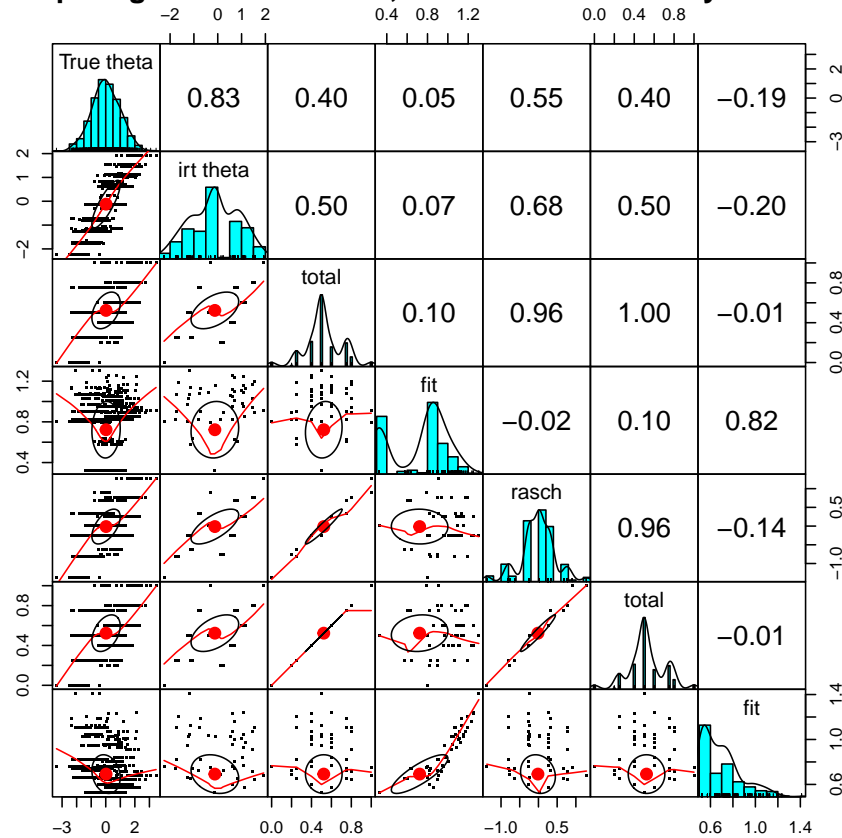 −2 0 1 2 0.4 0.8 1.2 0.0 0.4 0.8
True theta 0.83 0.40 0.05 0.55 0.40 −0.19
−3 0 2
−2 0 1 2
irt theta 0.50 0.07 0.68 0.50 −0.20
total 0.10 0.96 1.00 −0.01
0.0 0.4 0.8
0.4 0.8 1.2
fit −0.02 0.10 0.82
rasch 0.96 −0.14
−1.0 0.5
0.0 0.4 0.8
total −0.01
fit
0.6 1.0 1.4
−3 0 2 0.0 0.4 0.8 −1.0 0.5 0.6 1.0 1.4